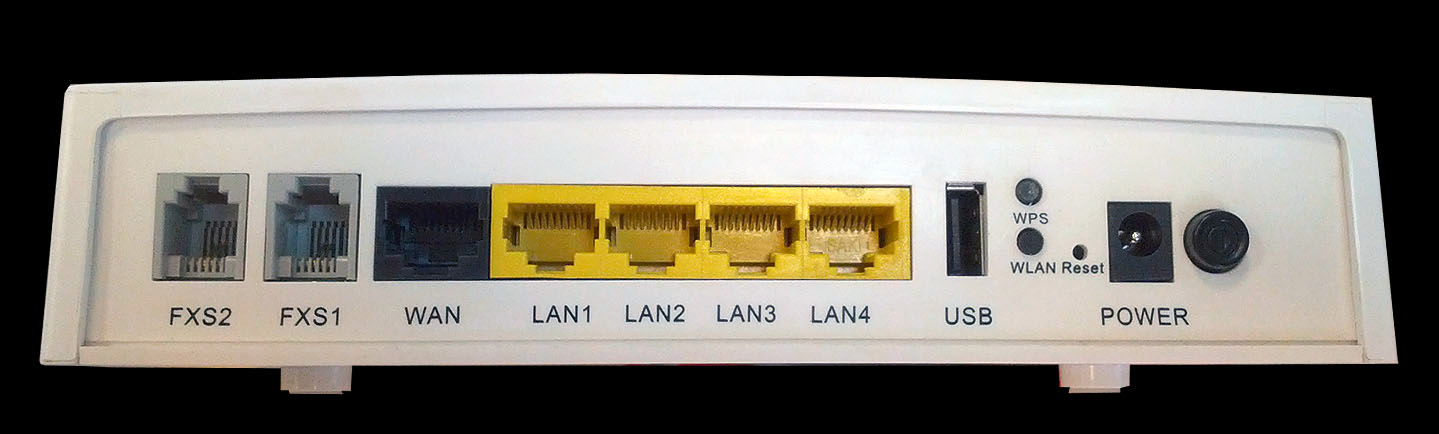 WPS
WLAN Reset
FXS2 FXS1 WAN LAN1 LAN2 LAN3 LAN4 USB POWER